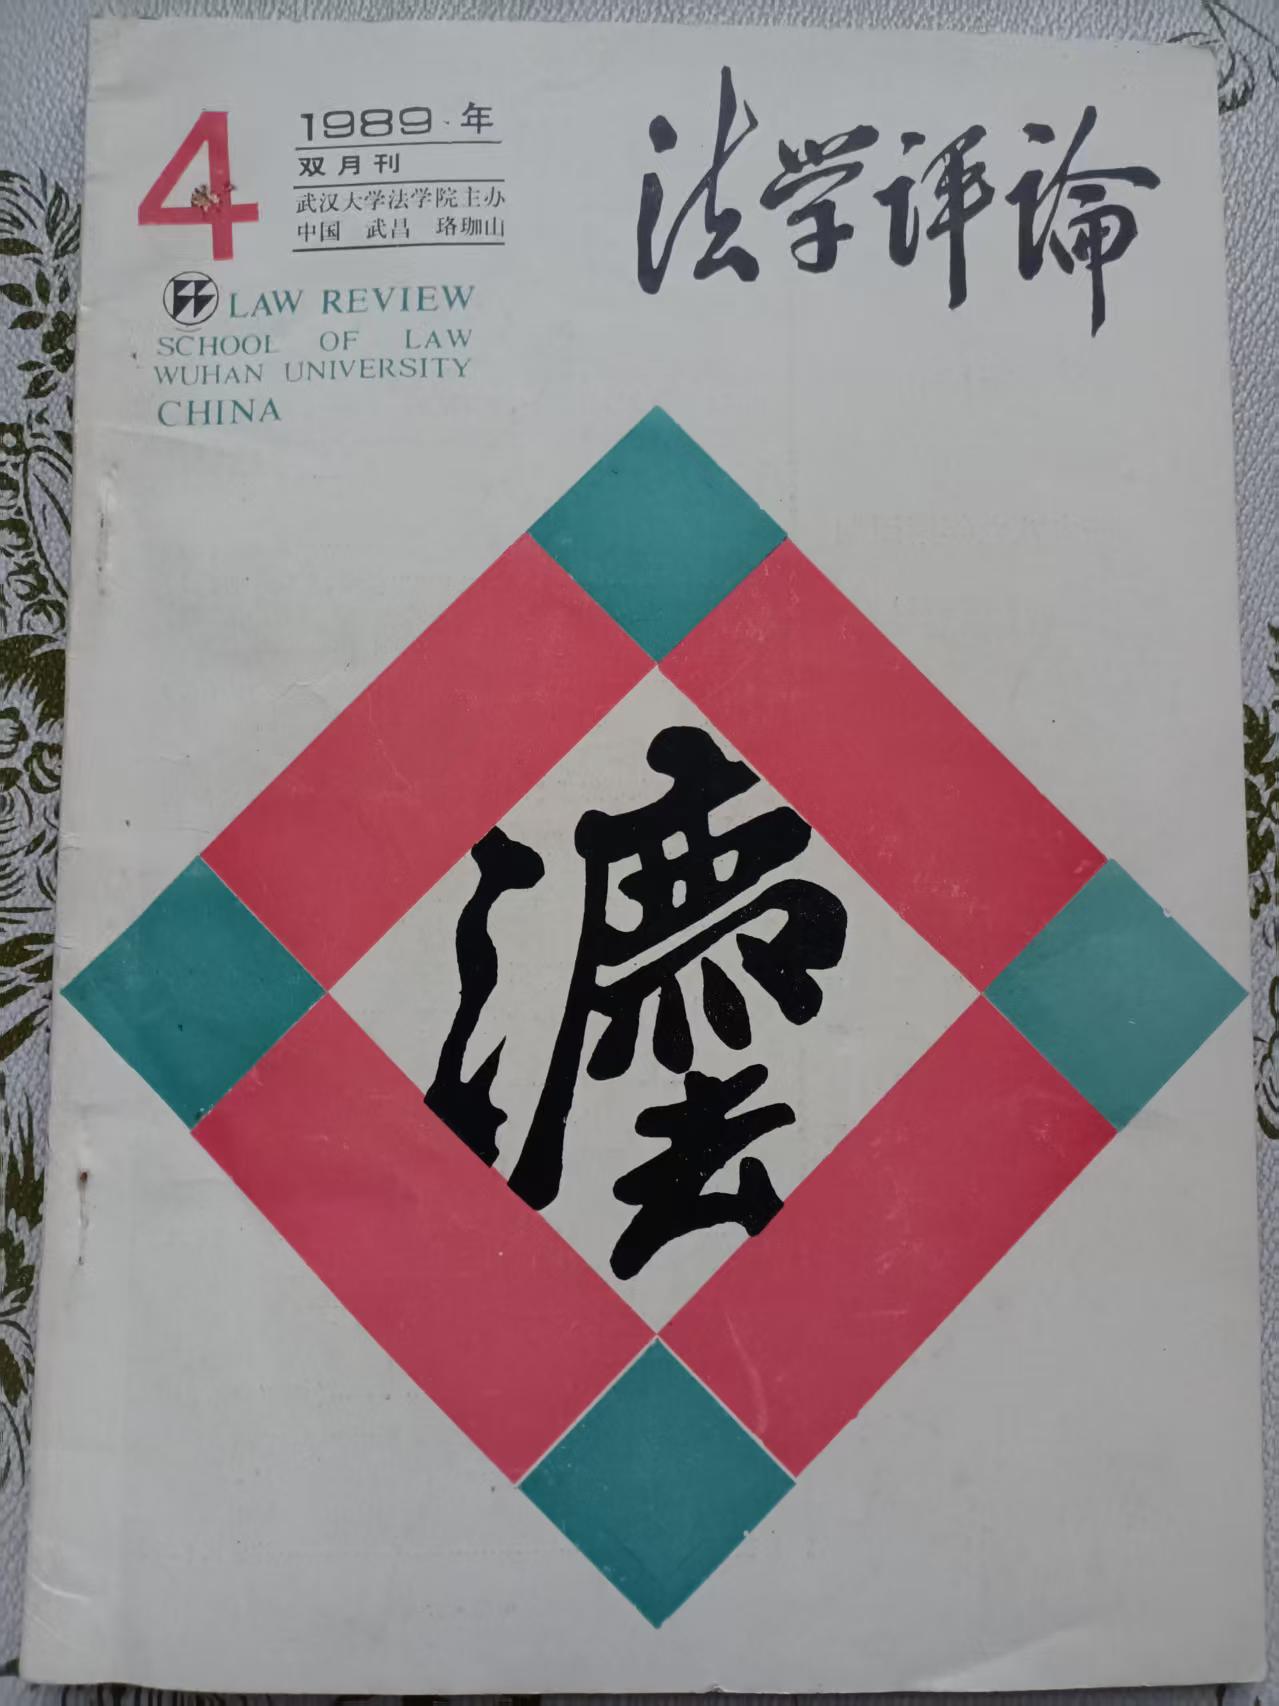 4
1989·年
双月刊
武汉大学法学院主办
中国 武昌 珞珈山
法学评论
LAW REVIEW
SCHOOL OF LAW
WUHAN UNIVERSITY
CHINA
灋